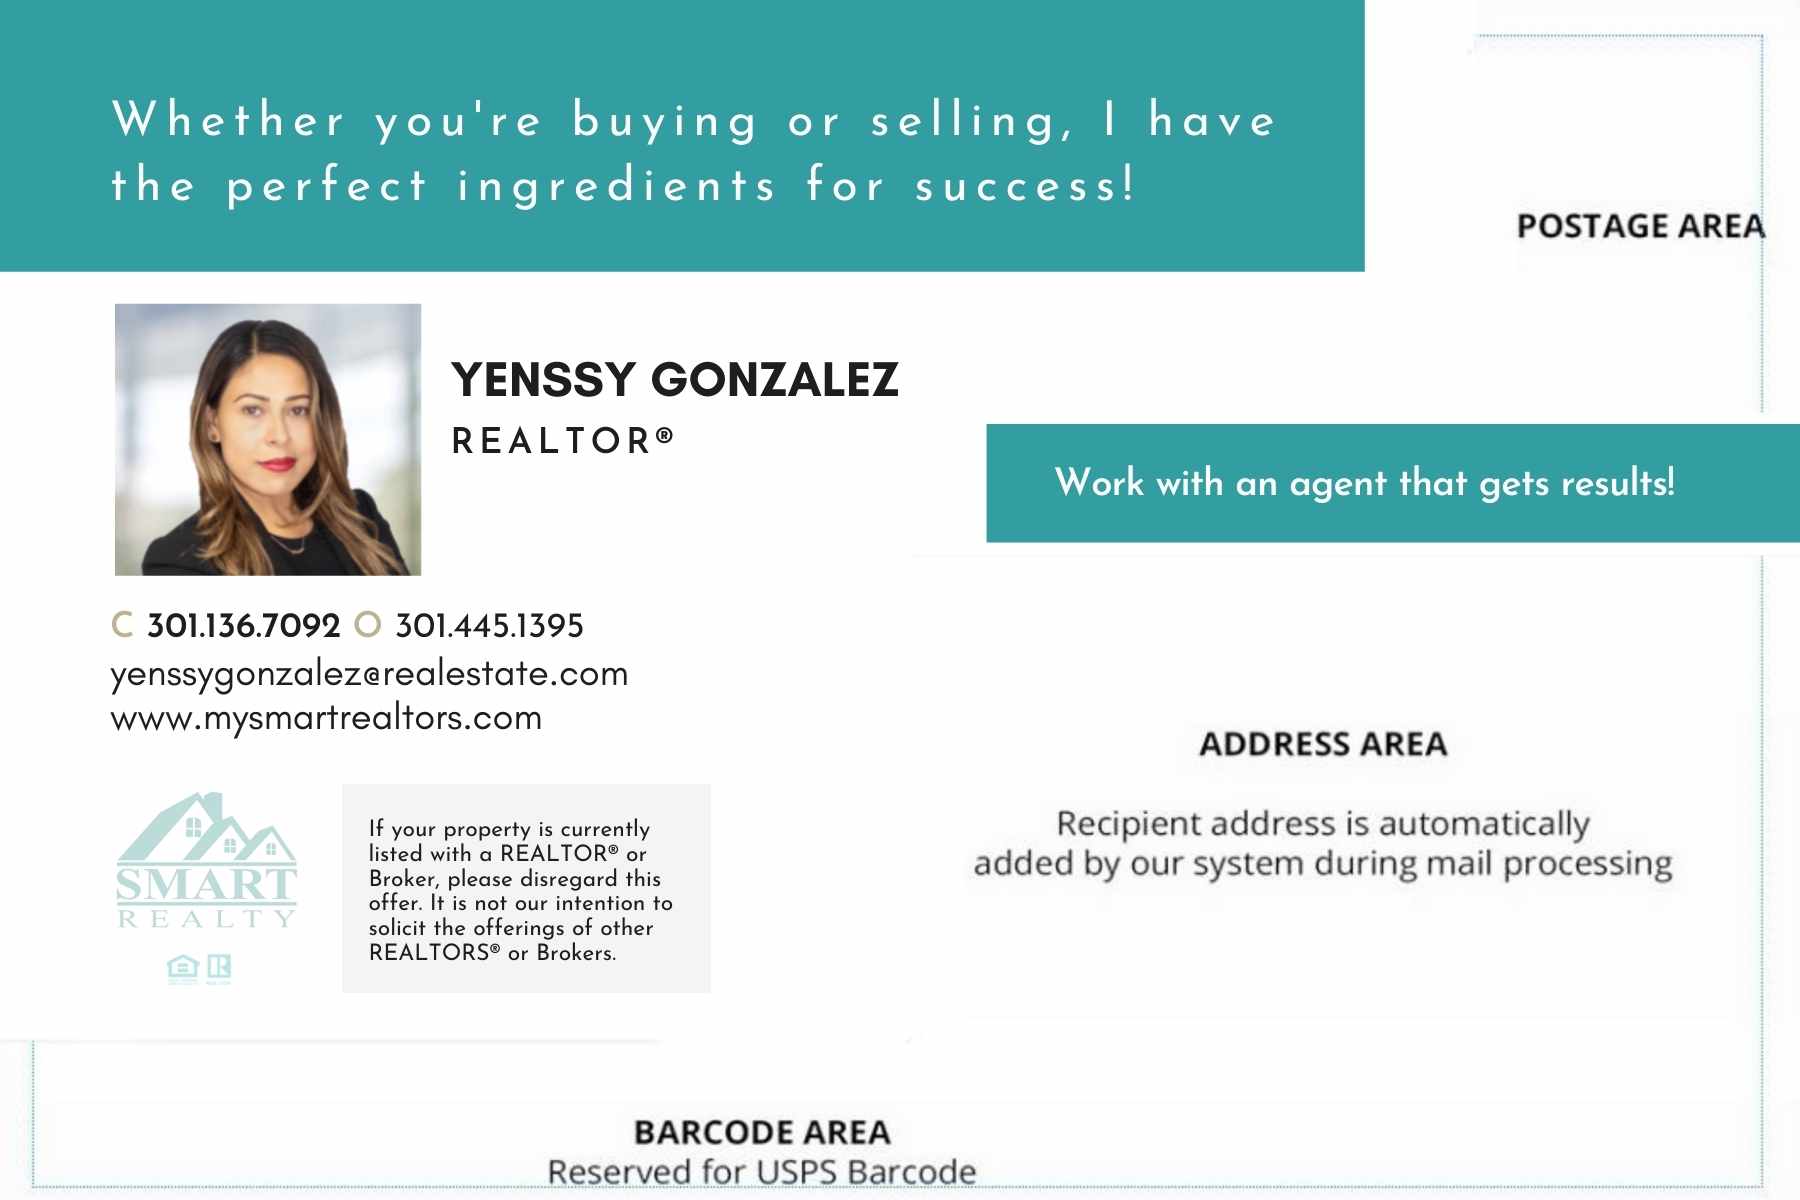 Whether you're buying or selling, I have
the perfect ingredients for success!
POSTAGE AREA
YENSSY GONZALEZ
REALTOR®
Work with an agent that gets results!
C 301.136.7092 O 301.445.1395
yenssygonzalez@realestate.com
www.mysmartrealtors.com
ADDRESS AREA
Recipient address is automatically
added by our system during mail processing
SMART
REALTY
If your property is currently
listed with a REALTOR® or
Broker, please disregard this
offer. It is not our intention to
solicit the offerings of other
REALTORS® or Brokers.
BARCODE AREA
Reserved for USPS Barcode